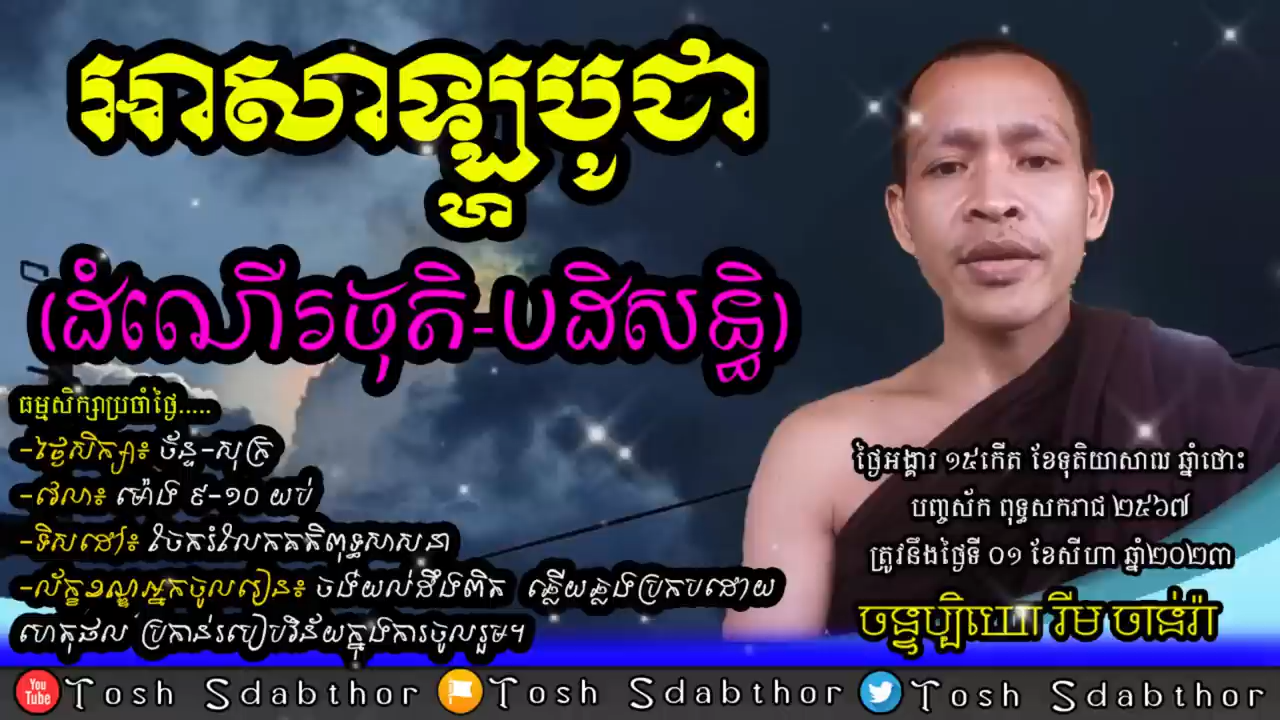 អាសាឡ្ហបូជា
(ដំណើរចុតិ-បដិសន្ធិ)
ធម្មសិក្សាប្រចាំថ្ងៃ.....
-ថ្ងៃសិក្សា៖ ច័ន្ទ-សុក្រ
-វេលា៖ ម៉ោង ៩-១០ យប់
-ទិសដៅ៖ ចែករំលែកគតិពុទ្ធសាសនា
-ល័ក្ខខណ្ឌអ្នកចូលរៀន៖ ចង់យល់ដឹងពិត ឆ្លើយឆ្លងប្រកបដោយ
ហេតុផល ប្រកាន់របៀបវិន័យក្នុងការចូលរួម។
ថ្ងៃអង្គារ ១៥កើត ខែទុតិយាសាឍ ឆ្នាំថោះ
បញ្ចស័ក ពុទ្ធសករាជ ២៥៦៧
ត្រូវនឹងថ្ងៃទី ០១ ខែសីហា ឆ្នាំ២០២៣
ចន្ទប្បិយោ រីម ចាន់រ៉ា
You Tube Tosh Sdabthor Tosh Sdabthor Tosh Sdabthor